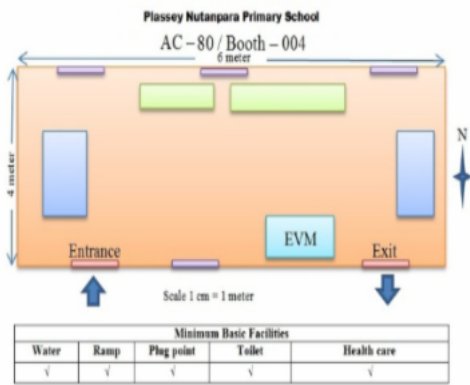 Plassey Nutanpara Primary School
AC – 80 / Booth – 004
6 meter
4 meter
N
EVM
Entrance
Exit
Scale 1 cm = 1 meter
Minimum Basic Facilities
Water Ramp Plug point Toilet Health care
√ √ √ √ √